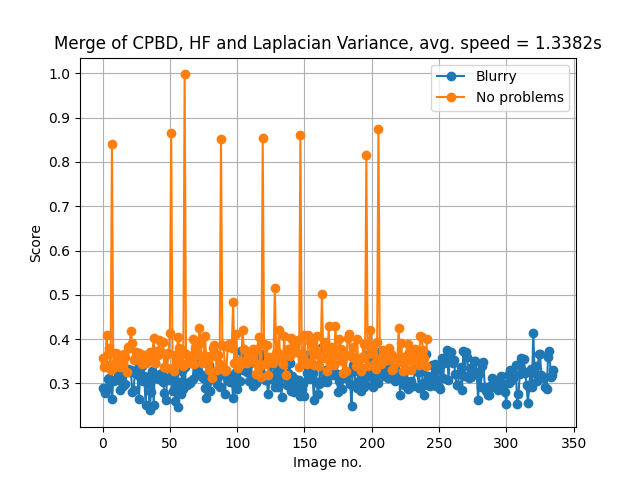 Merge of CPBD, HF and Laplacian Variance, avg. speed = 1.3382s
Blurry
No problems
1.0
0.9
0.8
0.7
0.6
0.5
0.4
0.3
Score
0 50 100 150 200 250 300 350
Image no.